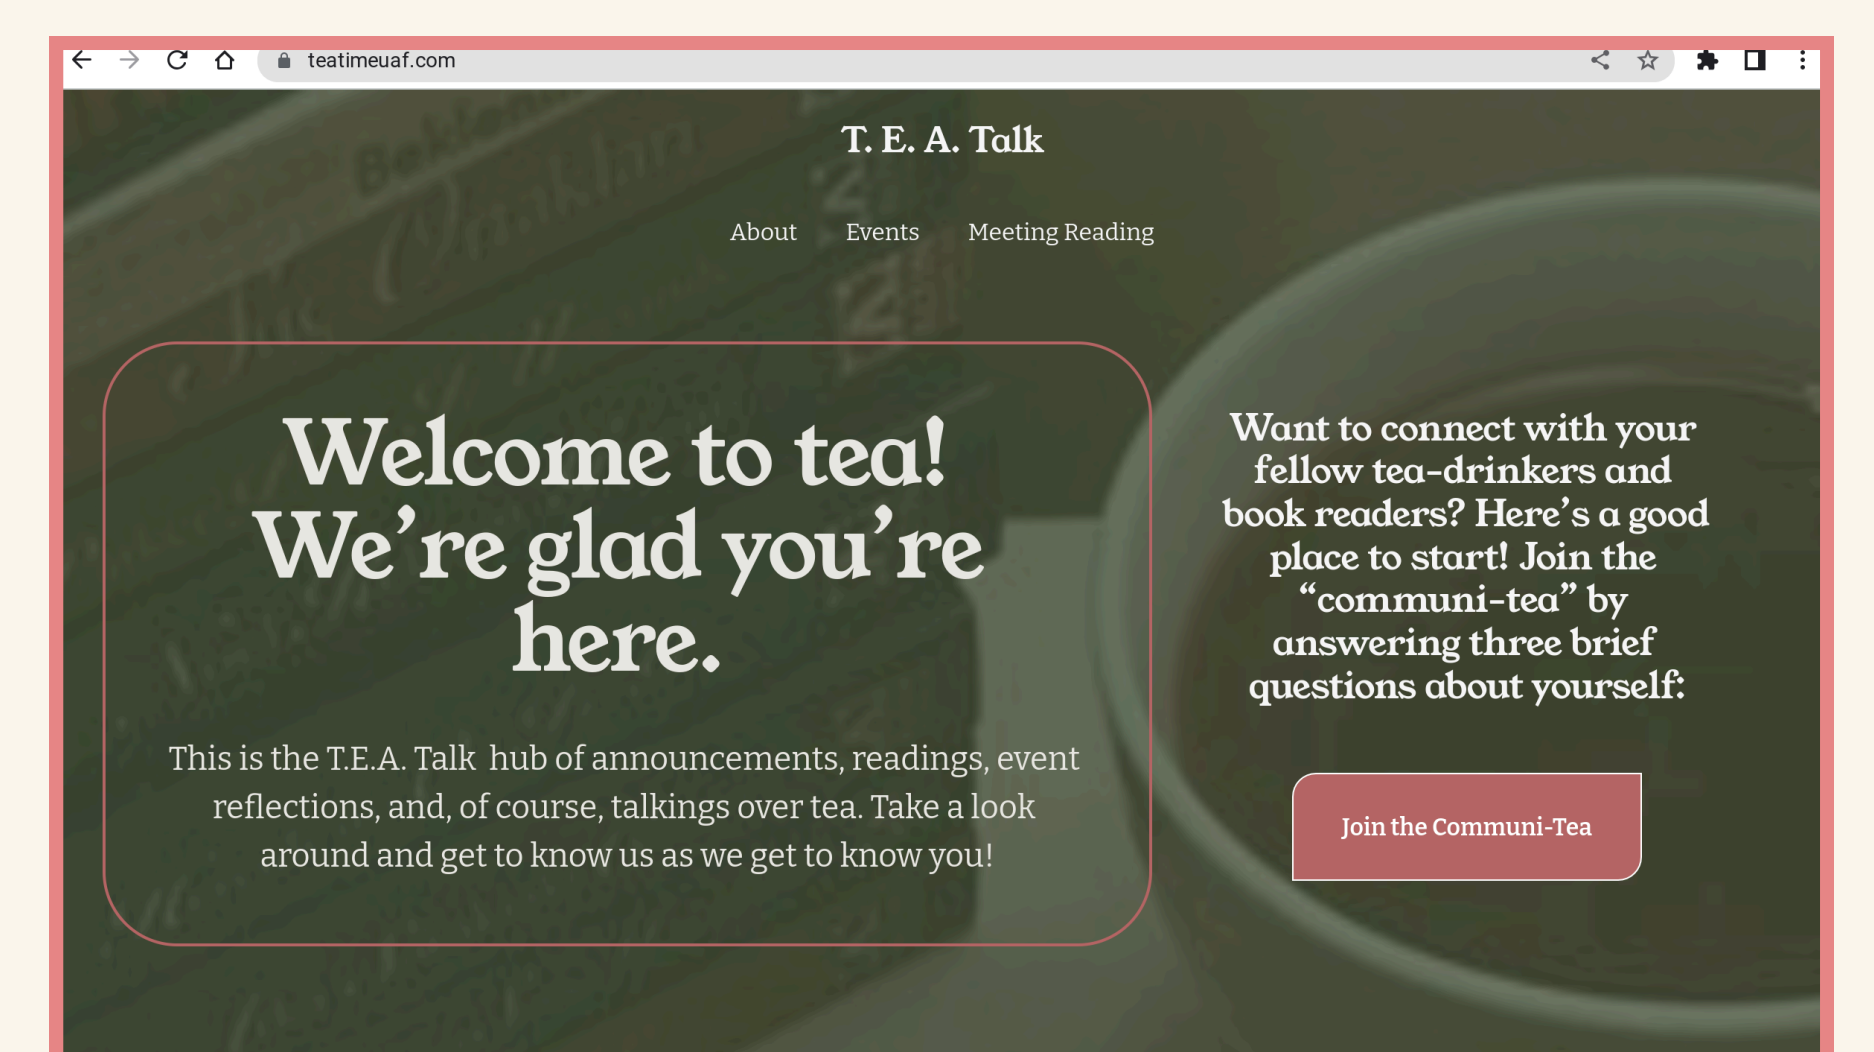 teatimeuaf.com
T. E. A. Talk
About Events Meeting Reading
Welcome to tea!
We’re glad you’re
here.
This is the T.E.A. Talk  hub of announcements, readings, event
reflections, and, of course, talkings over tea. Take a look
around and get to know us as we get to know you!
Want to connect with your
fellow tea-drinkers and
book readers? Here’s a good
place to start! Join the
“communi-tea” by
answering three brief
questions about yourself:
Join the Communi-Tea